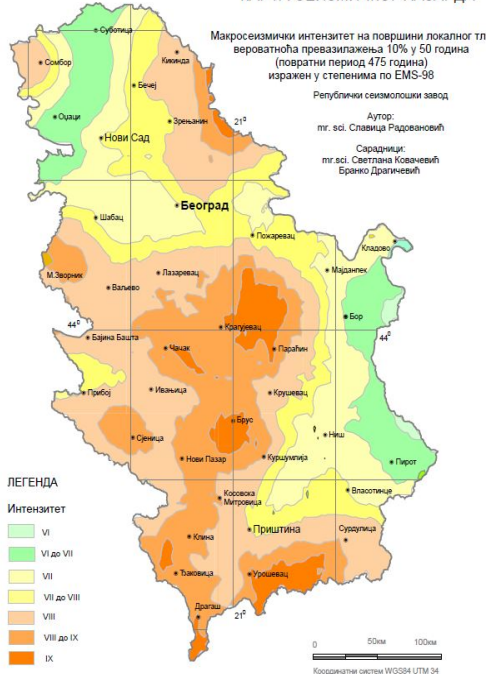 Макросеизмички интензитет на површини локалног тл
вероватноћа превазилажења 10% у 50 година
(повратни период 475 година)
изражен у степенима по EMS-98
Републички сеизмолошки завод
Аутор:
mr. sci. Славица Радовановић
Сарадници:
mr.sci. Светлана Ковачевић
Бранко Драгичевић
Суботица
Сомбор
Кикинда
Бечеј
Оџаци
Зрењанин
21⁰
Нови Сад
Београд
Шабац
Пожаревац
Кладово
Мајданпек
М.Зворник
Лазаревац
Ваљево
Бор
44⁰
Крагујевац
44⁰
Бајина Башта
Чачак
Параћин
Прибој
Ивањица
Крушевац
Брус
Сјеница
Ниш
Нови Пазар
Куршумлија
Пирот
Косовска
Митровица
Власотинце
Приштина
Сурдулица
Клина
Ђаковица
Урошевац
Драгаш
21⁰
ЛЕГЕНДА
Интензитет
VI
VI до VII
VII
VII до VIII
VIII
VIII до IX
IX
0 50км 100км
Координатни систем WGS84 UTM 34